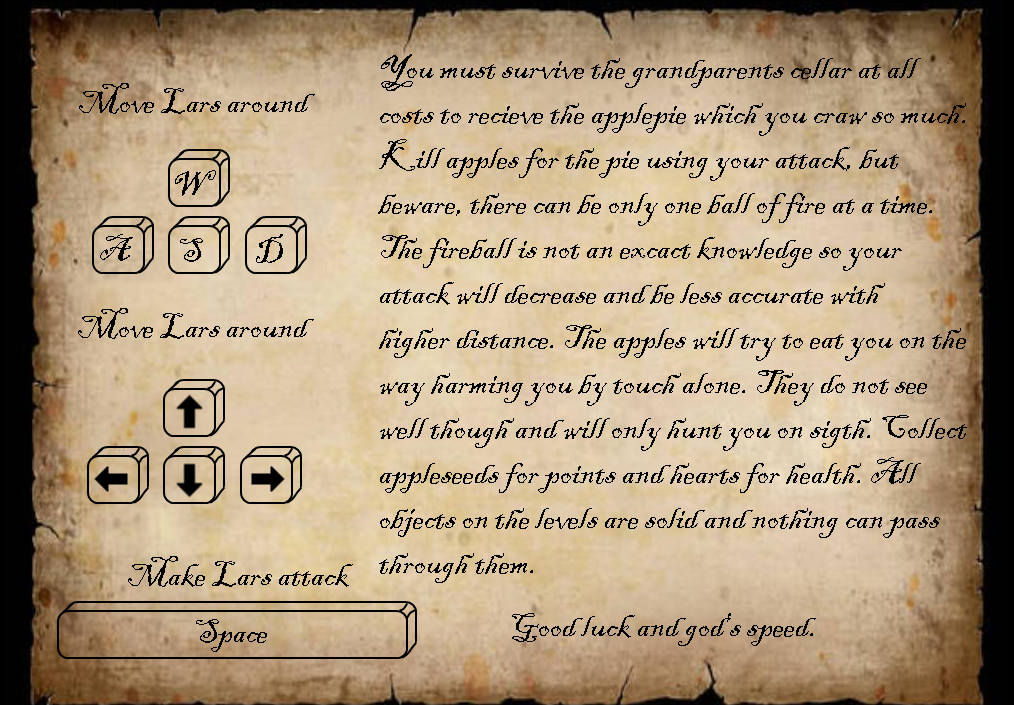 Move Lars around
W
A S D
Move Lars around
Make Lars attack
Space
You must survive the grandparents cellar at all
costs to recieve the applepie which you craw so much.
Kill apples for the pie using your attack, but
beware, there can be only one ball of fire at a time.
The fireball is not an excact knowledge so your
attack will decrease and be less accurate with
higher distance. The apples will try to eat you on the
way harming you by touch alone. They do not see
well though and will only hunt you on sigth. Collect
appleseeds for points and hearts for health. All
objects on the levels are solid and nothing can pass
through them.
Good luck and god's speed.